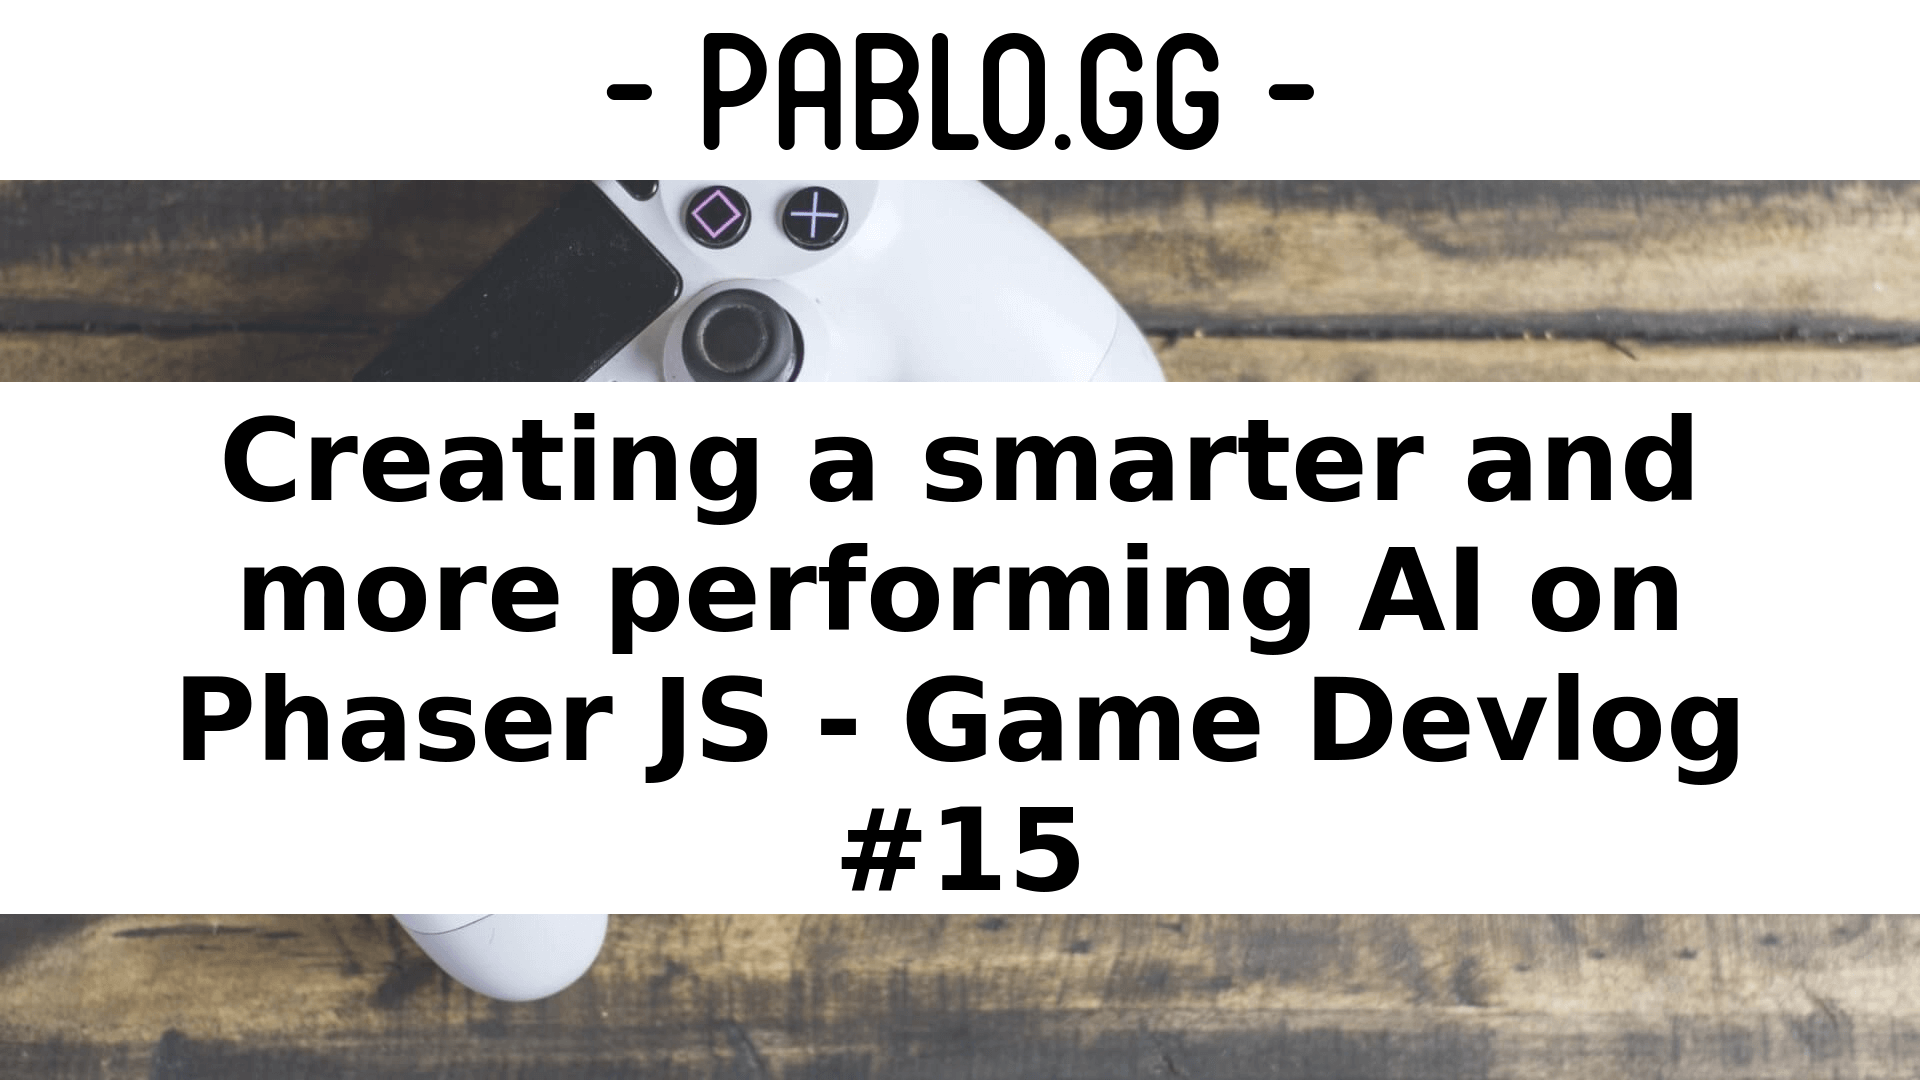 - PABLO.GG -
Creating a smarter and
more performing AI on
Phaser JS - Game Devlog
#15